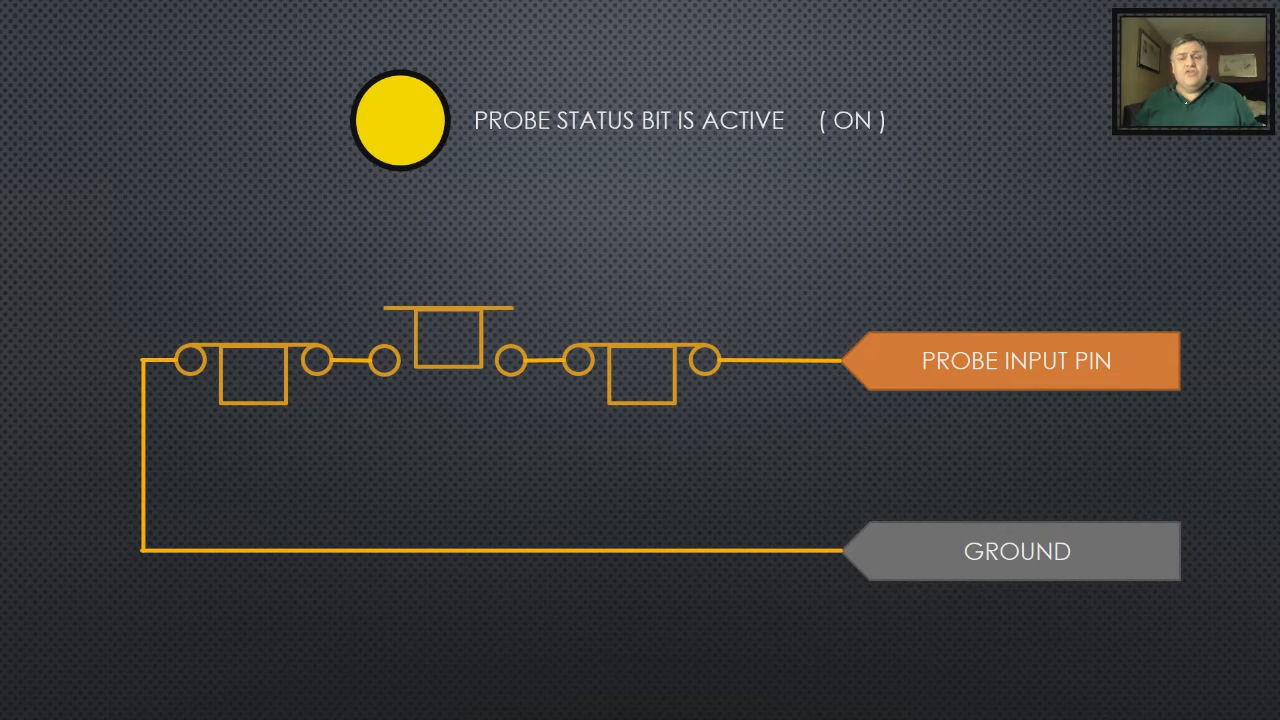 PROBE STATUS BIT IS ACTIVE ( ON )
PROBE INPUT PIN
GROUND